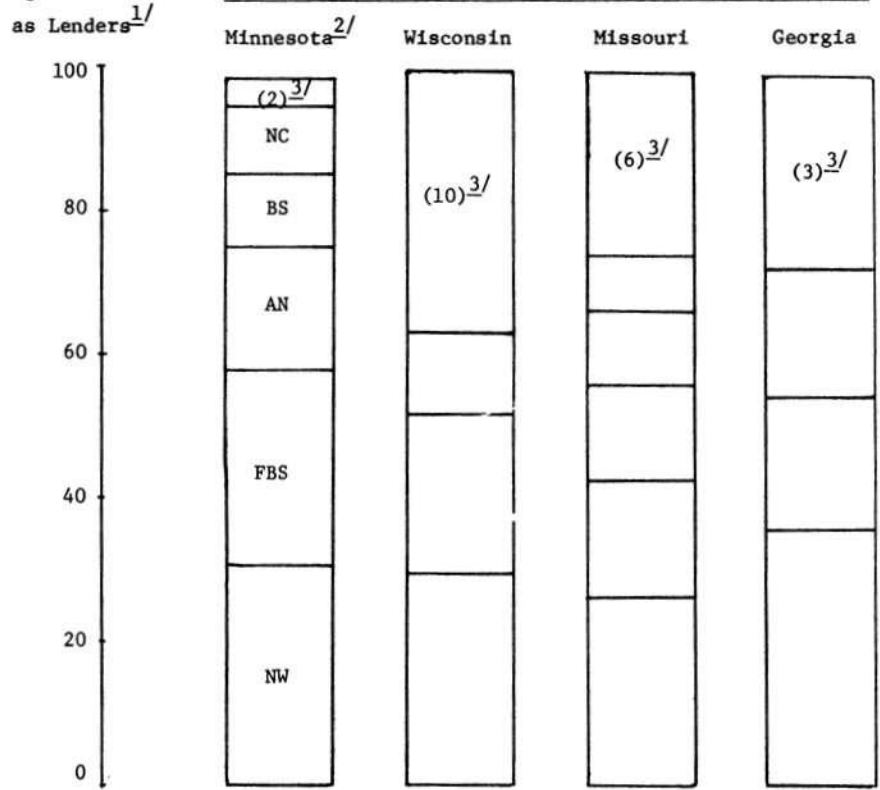 as Lenders1/
Minnesota2/ Wisconsin Missouri Georgia
100
(2)3/
NC
(6)3/
(3)3/
(10)3/
80
BS
AN
60
FBS
40
20
NW
0